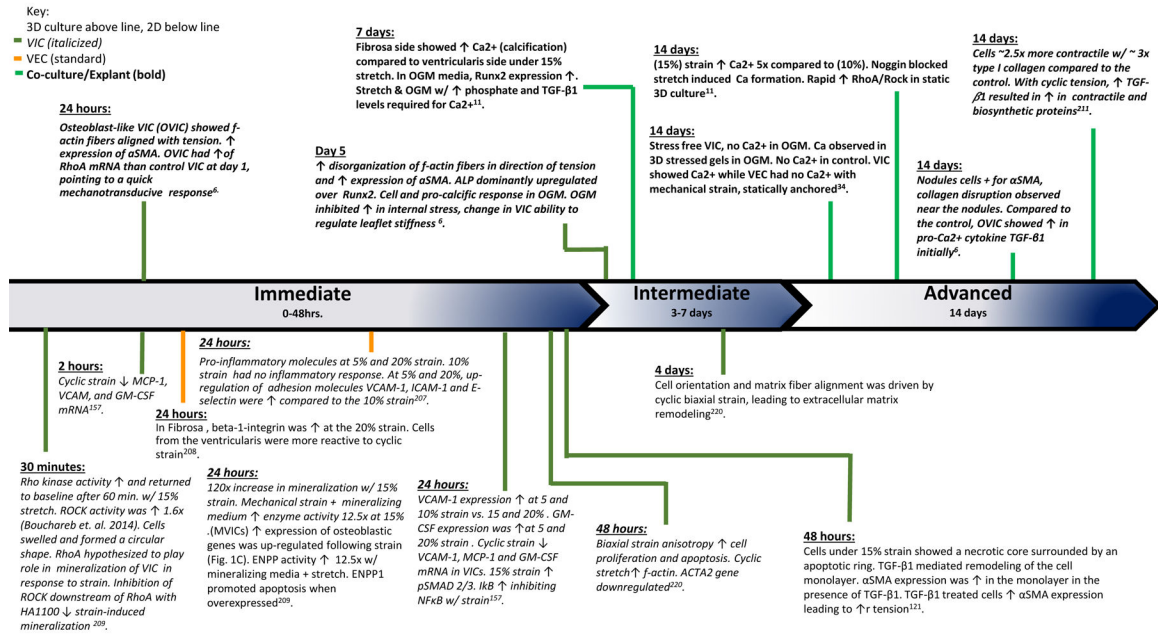 Key:
3D culture above line, 2D below line
VIC (italicized)
VEC (standard)
Co-culture/Explant (bold)
24 hours:
Osteoblast-like VIC (OVIC) showed f-
actin fibers aligned with tension. ↑
expression of aSMA. OVIC had ↑of
RhoA mRNA than control VIC at day 1,
pointing to a quick
mechanotransducive response6.
Day 5
↑ disorganization of f-actin fibers in direction of tension
and ↑ expression of aSMA. ALP dominantly upregulated
over Runx2. Cell and pro-calcific response in OGM. OGM
inhibited ↑ in internal stress, change in VIC ability to
regulate leaflet stiffness 6.
7 days:
Fibrosa side showed ↑ Ca2+ (calcification)
compared to ventricularis side under 15%
stretch. In OGM media, Runx2 expression ↑.
Stretch & OGM w/ ↑ phosphate and TGF-β1
levels required for Ca2+11.
14 days:
(15%) strain ↑ Ca2+ 5x compared to (10%). Noggin blocked
stretch induced Ca formation. Rapid ↑ RhoA/Rock in static
3D culture11.
14 days:
Stress free VIC, no Ca2+ in OGM. Ca observed in
3D stressed gels in OGM. No Ca2+ in control. VIC
showed Ca2+ while VEC had no Ca2+ with
mechanical strain, statically anchored34.
14 days:
Cells ~2.5x more contractile w/ ~ 3x
type I collagen compared to the
control. With cyclic tension, ↑ TGF-
β1 resulted in ↑ in contractile and
biosynthetic proteins211.
14 days:
Nodules cells + for αSMA,
collagen disruption observed
near the nodules. Compared to
the control, OVIC showed ↑ in
pro-Ca2+ cytokine TGF-ϐ1
initially6.
Immediate
0-48hrs.
Intermediate
3-7 days
Advanced
14 days
2 hours:
Cyclic strain ↓ MCP-1,
VCAM, and GM-CSF
mRNA157.
24 hours:
Pro-inflammatory molecules at 5% and 20% strain. 10%
strain had no inflammatory response. At 5% and 20%, up-
regulation of adhesion molecules VCAM-1, ICAM-1 and E-
selectin were ↑ compared to the 10% strain207.
24 hours:
In Fibrosa , beta-1-integrin was ↑ at the 20% strain. Cells
from the ventricularis were more reactive to cyclic
strain208.
4 days:
Cell orientation and matrix fiber alignment was driven by
cyclic biaxial strain, leading to extracellular matrix
remodeling220.
30 minutes:
Rho kinase activity ↑ and returned
to baseline after 60 min. w/ 15%
stretch. ROCK activity was ↑ 1.6x
(Bouchareb et. al. 2014). Cells
swelled and formed a circular
shape. RhoA hypothesized to play
role in mineralization of VIC in
response to strain. Inhibition of
ROCK downstream of RhoA with
HA1100 ↓ strain-induced
mineralization 209.
24 hours:
120x increase in mineralization w/ 15%
strain. Mechanical strain + mineralizing
medium ↑ enzyme activity 12.5x at 15%
.(MVICs) ↑ expression of osteoblastic
genes was up-regulated following strain
(Fig. 1C). ENPP activity ↑ 12.5x w/
mineralizing media + stretch. ENPP1
promoted apoptosis when
overexpressed209.
24 hours:
VCAM-1 expression ↑ at 5 and
10% strain vs. 15 and 20% . GM-
CSF expression was ↑at 5 and
20% strain . Cyclic strain ↓
VCAM-1, MCP-1 and GM-CSF
mRNA in VICs. 15% strain ↑
pSMAD 2/3. IkB ↑ inhibiting
NFκB w/ strain157.
48 hours:
Biaxial strain anisotropy ↑ cell
proliferation and apoptosis. Cyclic
stretch↑ f-actin. ACTA2 gene
downregulated220.
48 hours:
Cells under 15% strain showed a necrotic core surrounded by an
apoptotic ring. TGF-β1 mediated remodeling of the cell
monolayer. αSMA expression was ↑ in the monolayer in the
presence of TGF-β1. TGF-β1 treated cells ↑ αSMA expression
leading to ↑r tension121.